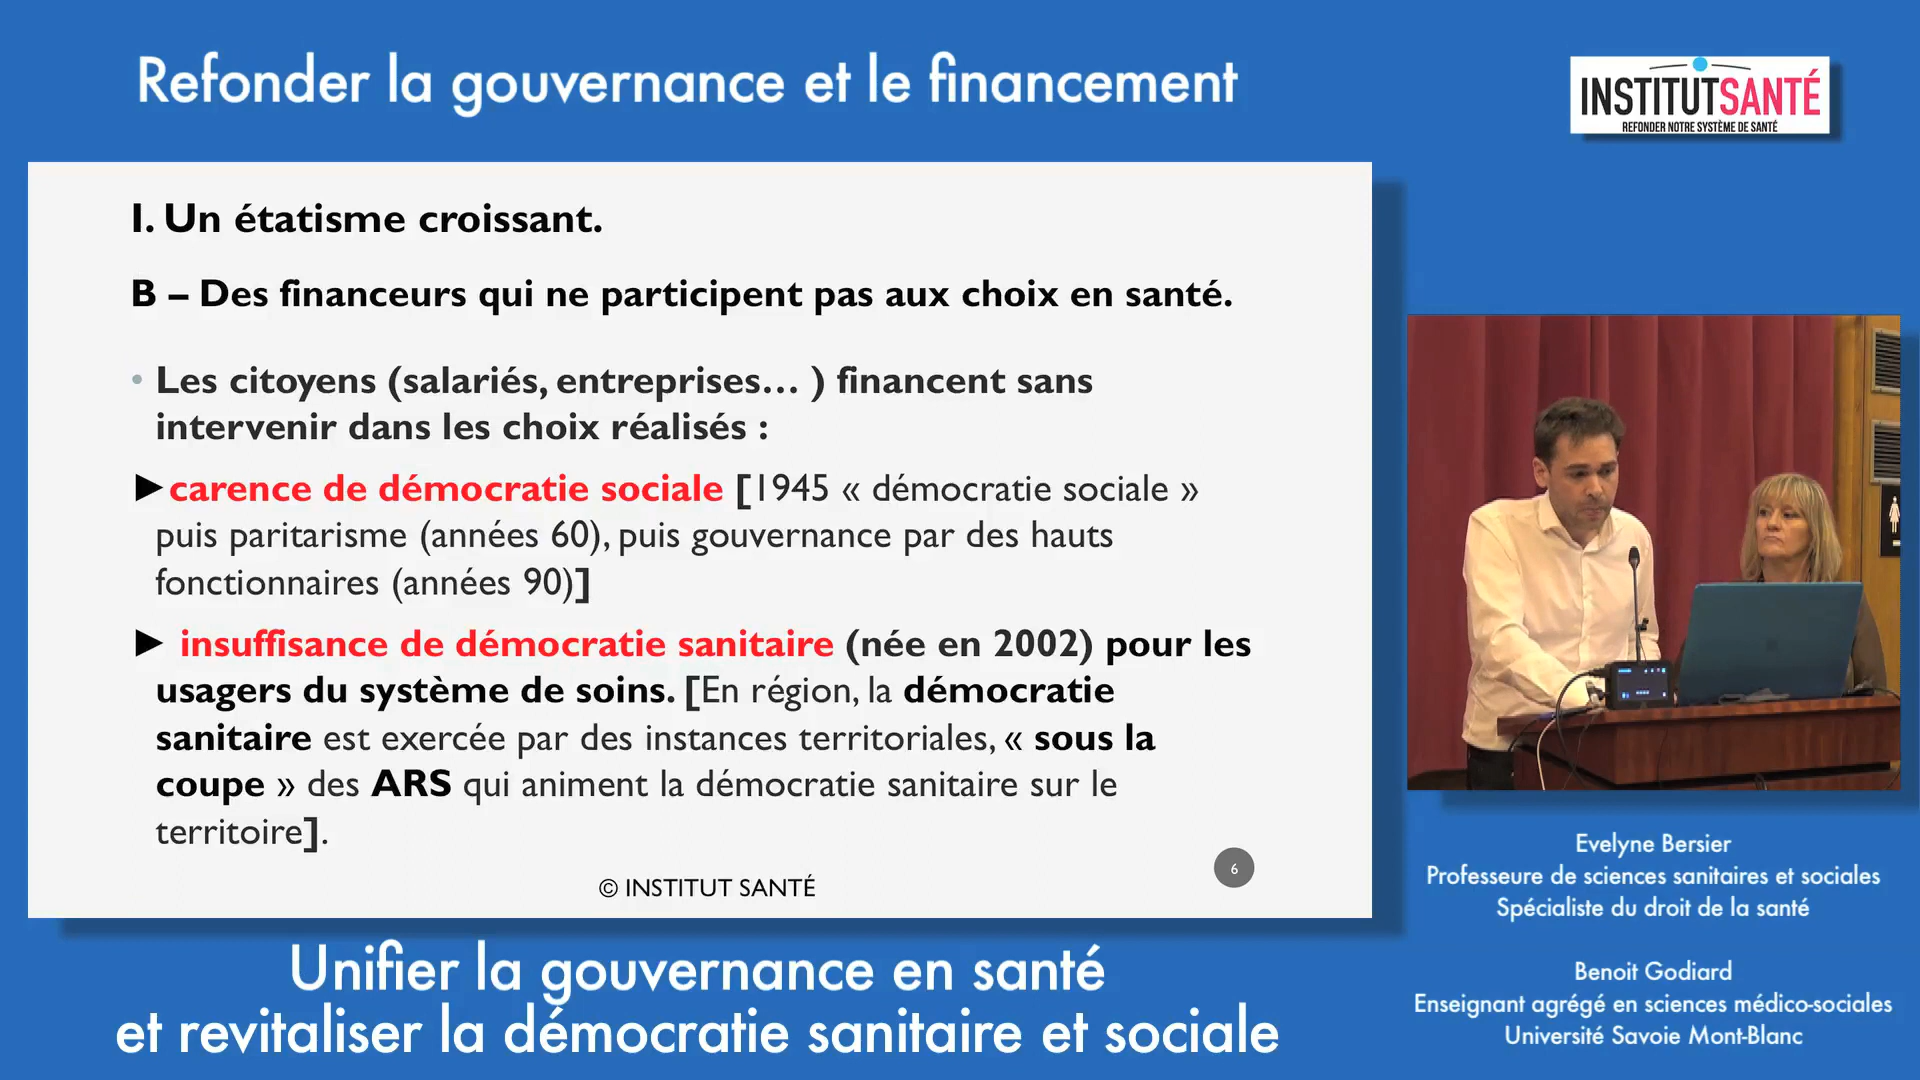 Refonder la gouvernance et le financement
INSTITUTSANTÉ
REFONDER NOTRE SYSTÈME DE SANTÉ
I. Un étatisme croissant.
B – Des financeurs qui ne participent pas aux choix en santé.
• Les citoyens (salariés, entreprises… ) financent sans
intervenir dans les choix réalisés :
►carence de démocratie sociale [1945 « démocratie sociale »
puis paritarisme (années 60), puis gouvernance par des hauts
fonctionnaires (années 90)]
► insuffisance de démocratie sanitaire (née en 2002) pour les
usagers du système de soins. [En région, la démocratie
sanitaire est exercée par des instances territoriales, « sous la
coupe » des ARS qui animent la démocratie sanitaire sur le
territoire].
© INSTITUT SANTÉ
6
Evelyne Bersier
Professeure de sciences sanitaires et sociales
Spécialiste du droit de la santé
Benoit Godiard
Enseignant agrégé en sciences médico-sociales
Université Savoie Mont-Blanc
Unifier la gouvernance en santé
et revitaliser la démocratie sanitaire et sociale